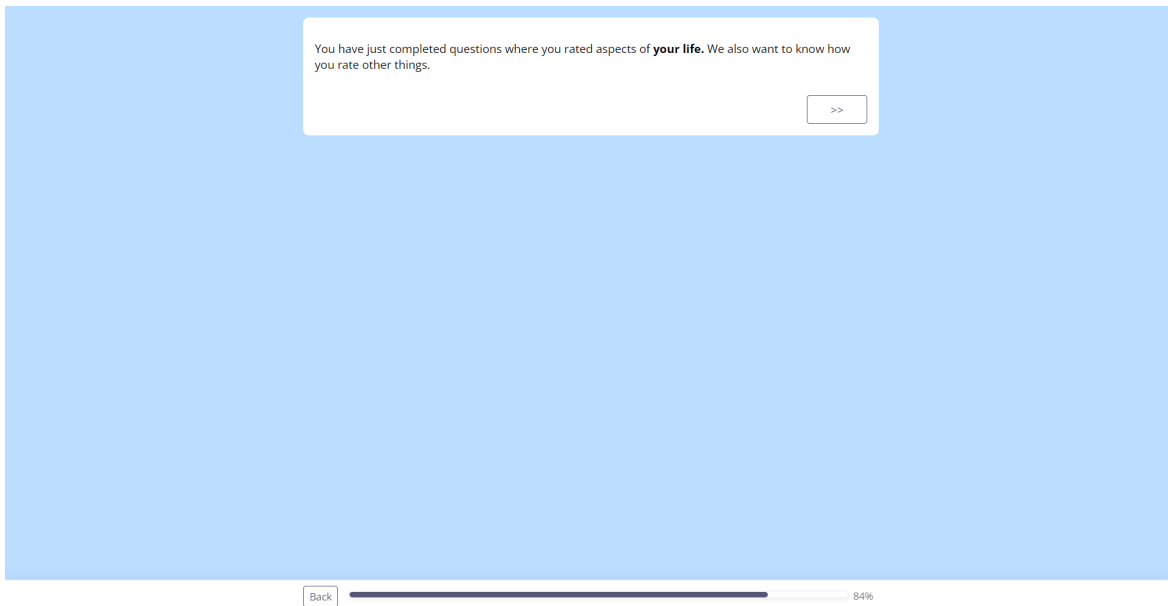 You have just completed questions where you rated aspects of your life. We also want to know how
you rate other things.
>>
Back
84%